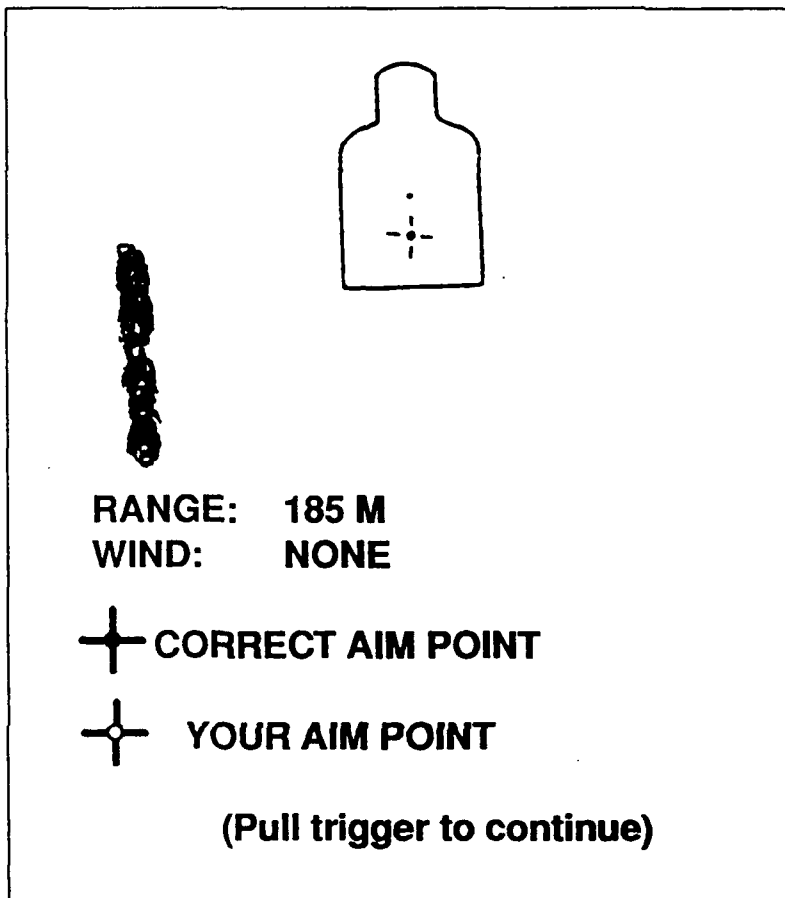 RANGE: 185 M
WIND: NONE
CORRECT AIM POINT
YOUR AIM POINT
(Pull trigger to continue)